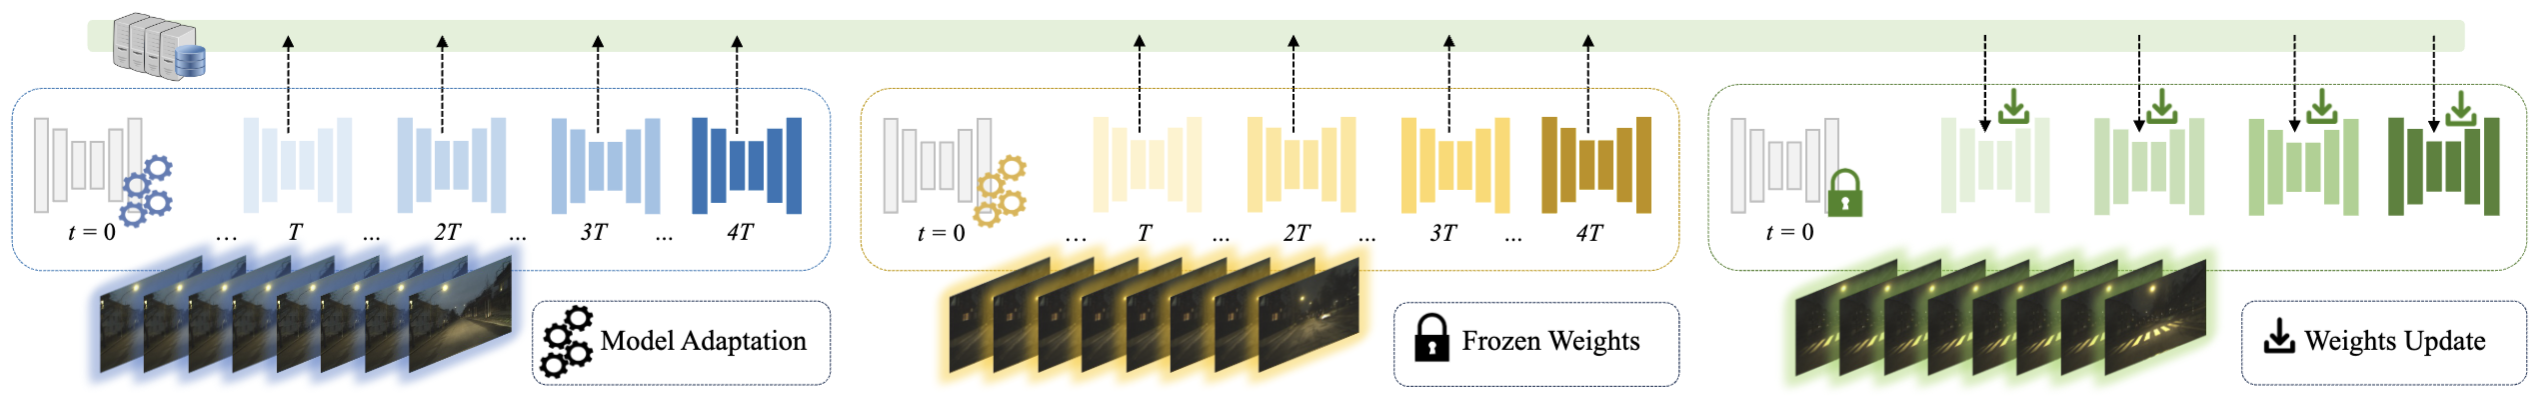 t = 0 ... T ... 2T ... 3T ... 4T
t = 0 ... T ... 2T ... 3T ... 4T
t = 0
Model Adaptation
Frozen Weights
Weights Update